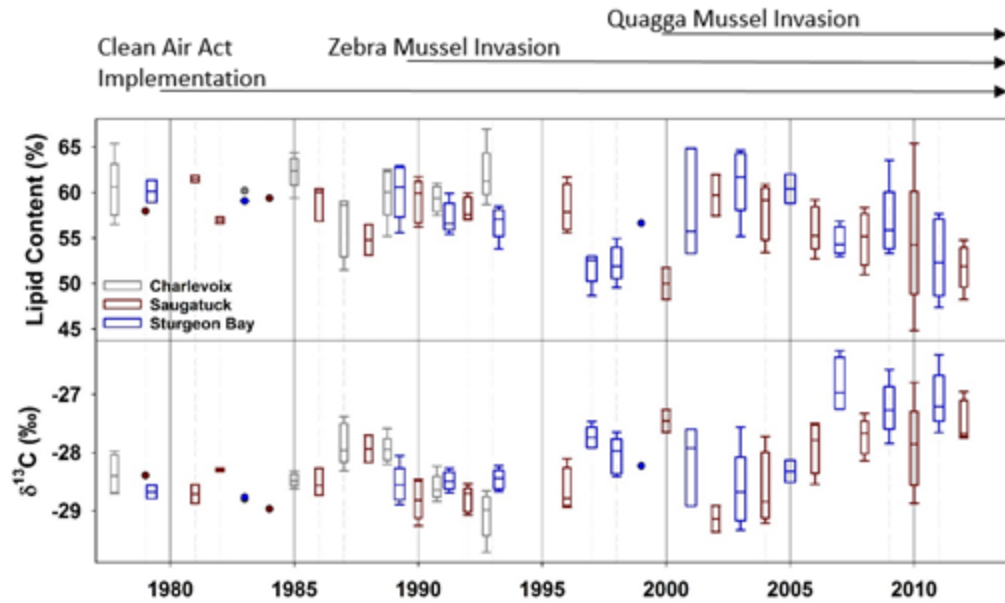 Quagga Mussel Invasion
Clean Air Act
Implementation
Zebra Mussel Invasion
Lipid Content (%)
65
60
55
50
45
Charlevoix
Saugatuck
Sturgeon Bay
δ¹³C (‰)
-27
-28
-29
1980 1985 1990 1995 2000 2005 2010